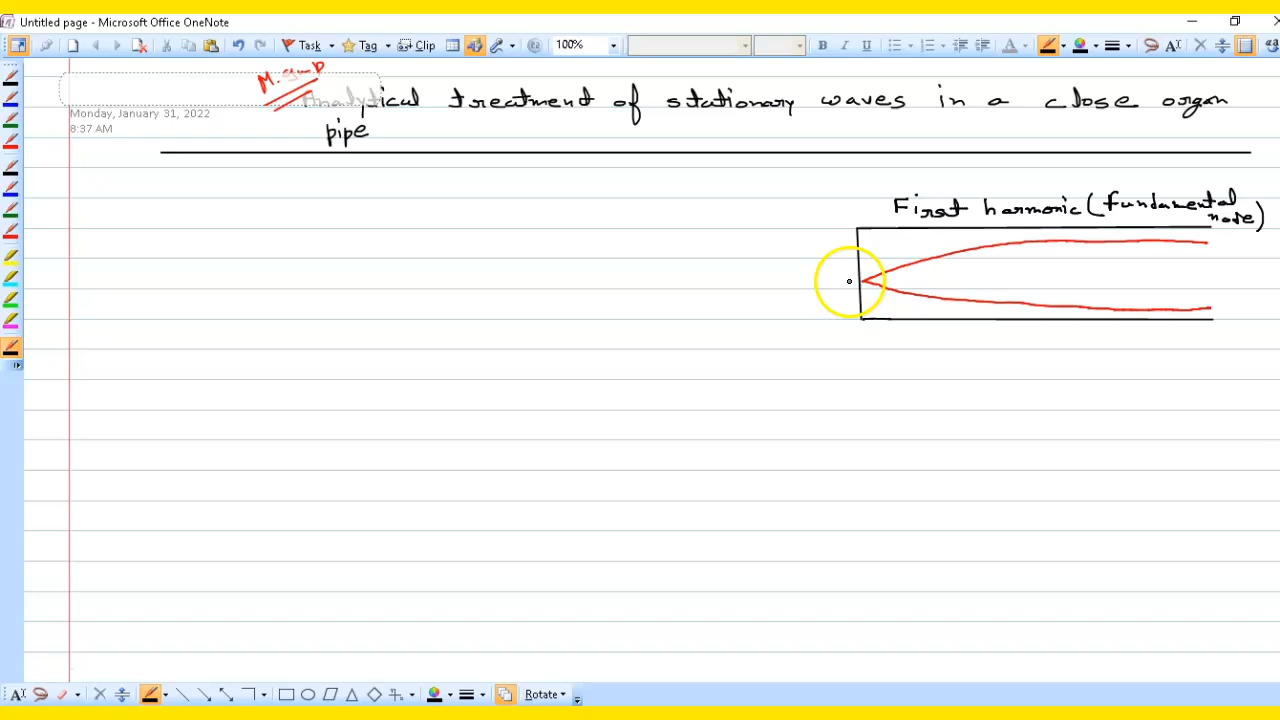 Untitled page - Microsoft Office OneNote
Task Tag Clip 100% B I U A
Analytical treatment of stationary waves in a close organ
pipe
Monday, January 31, 2022
8:37 AM
First harmonic (fundamental
mode)
Rotate